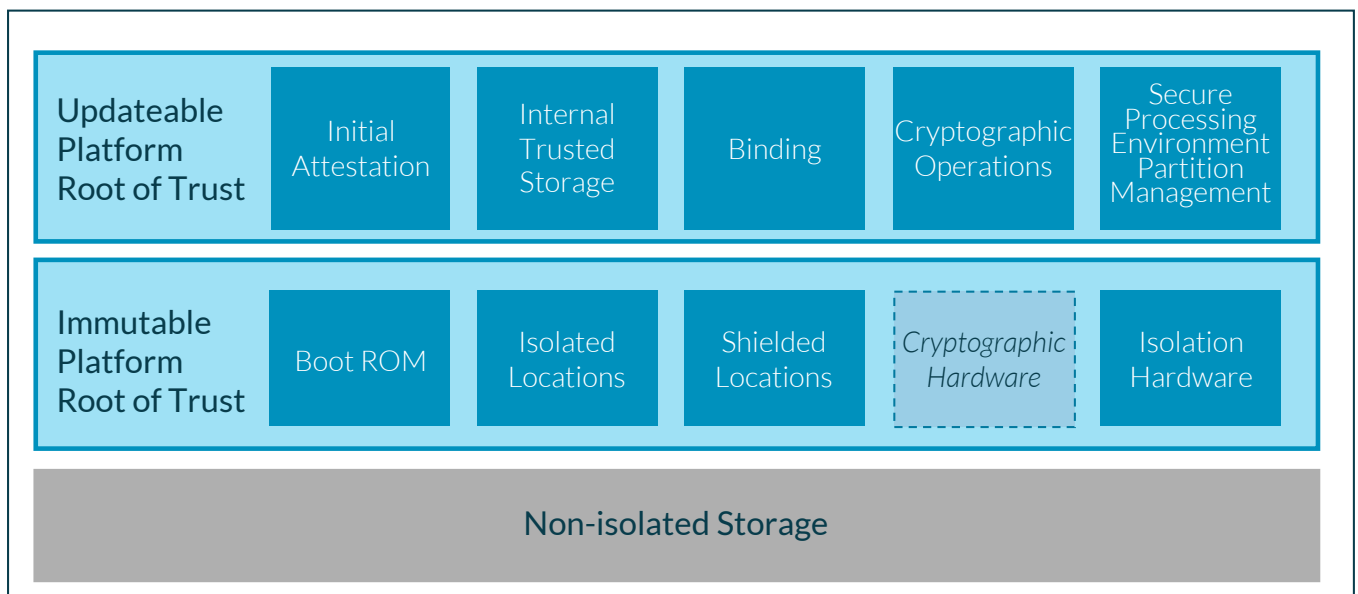 Updateable
Platform
Root of Trust
Initial
Attestation
Internal
Trusted
Storage
Binding
Cryptographic
Operations
Secure
Processing
Environment
Partition
Management
Immutable
Platform
Root of Trust
Boot ROM
Isolated
Locations
Shielded
Locations
Cryptographic
Hardware
Isolation
Hardware
Non-isolated Storage